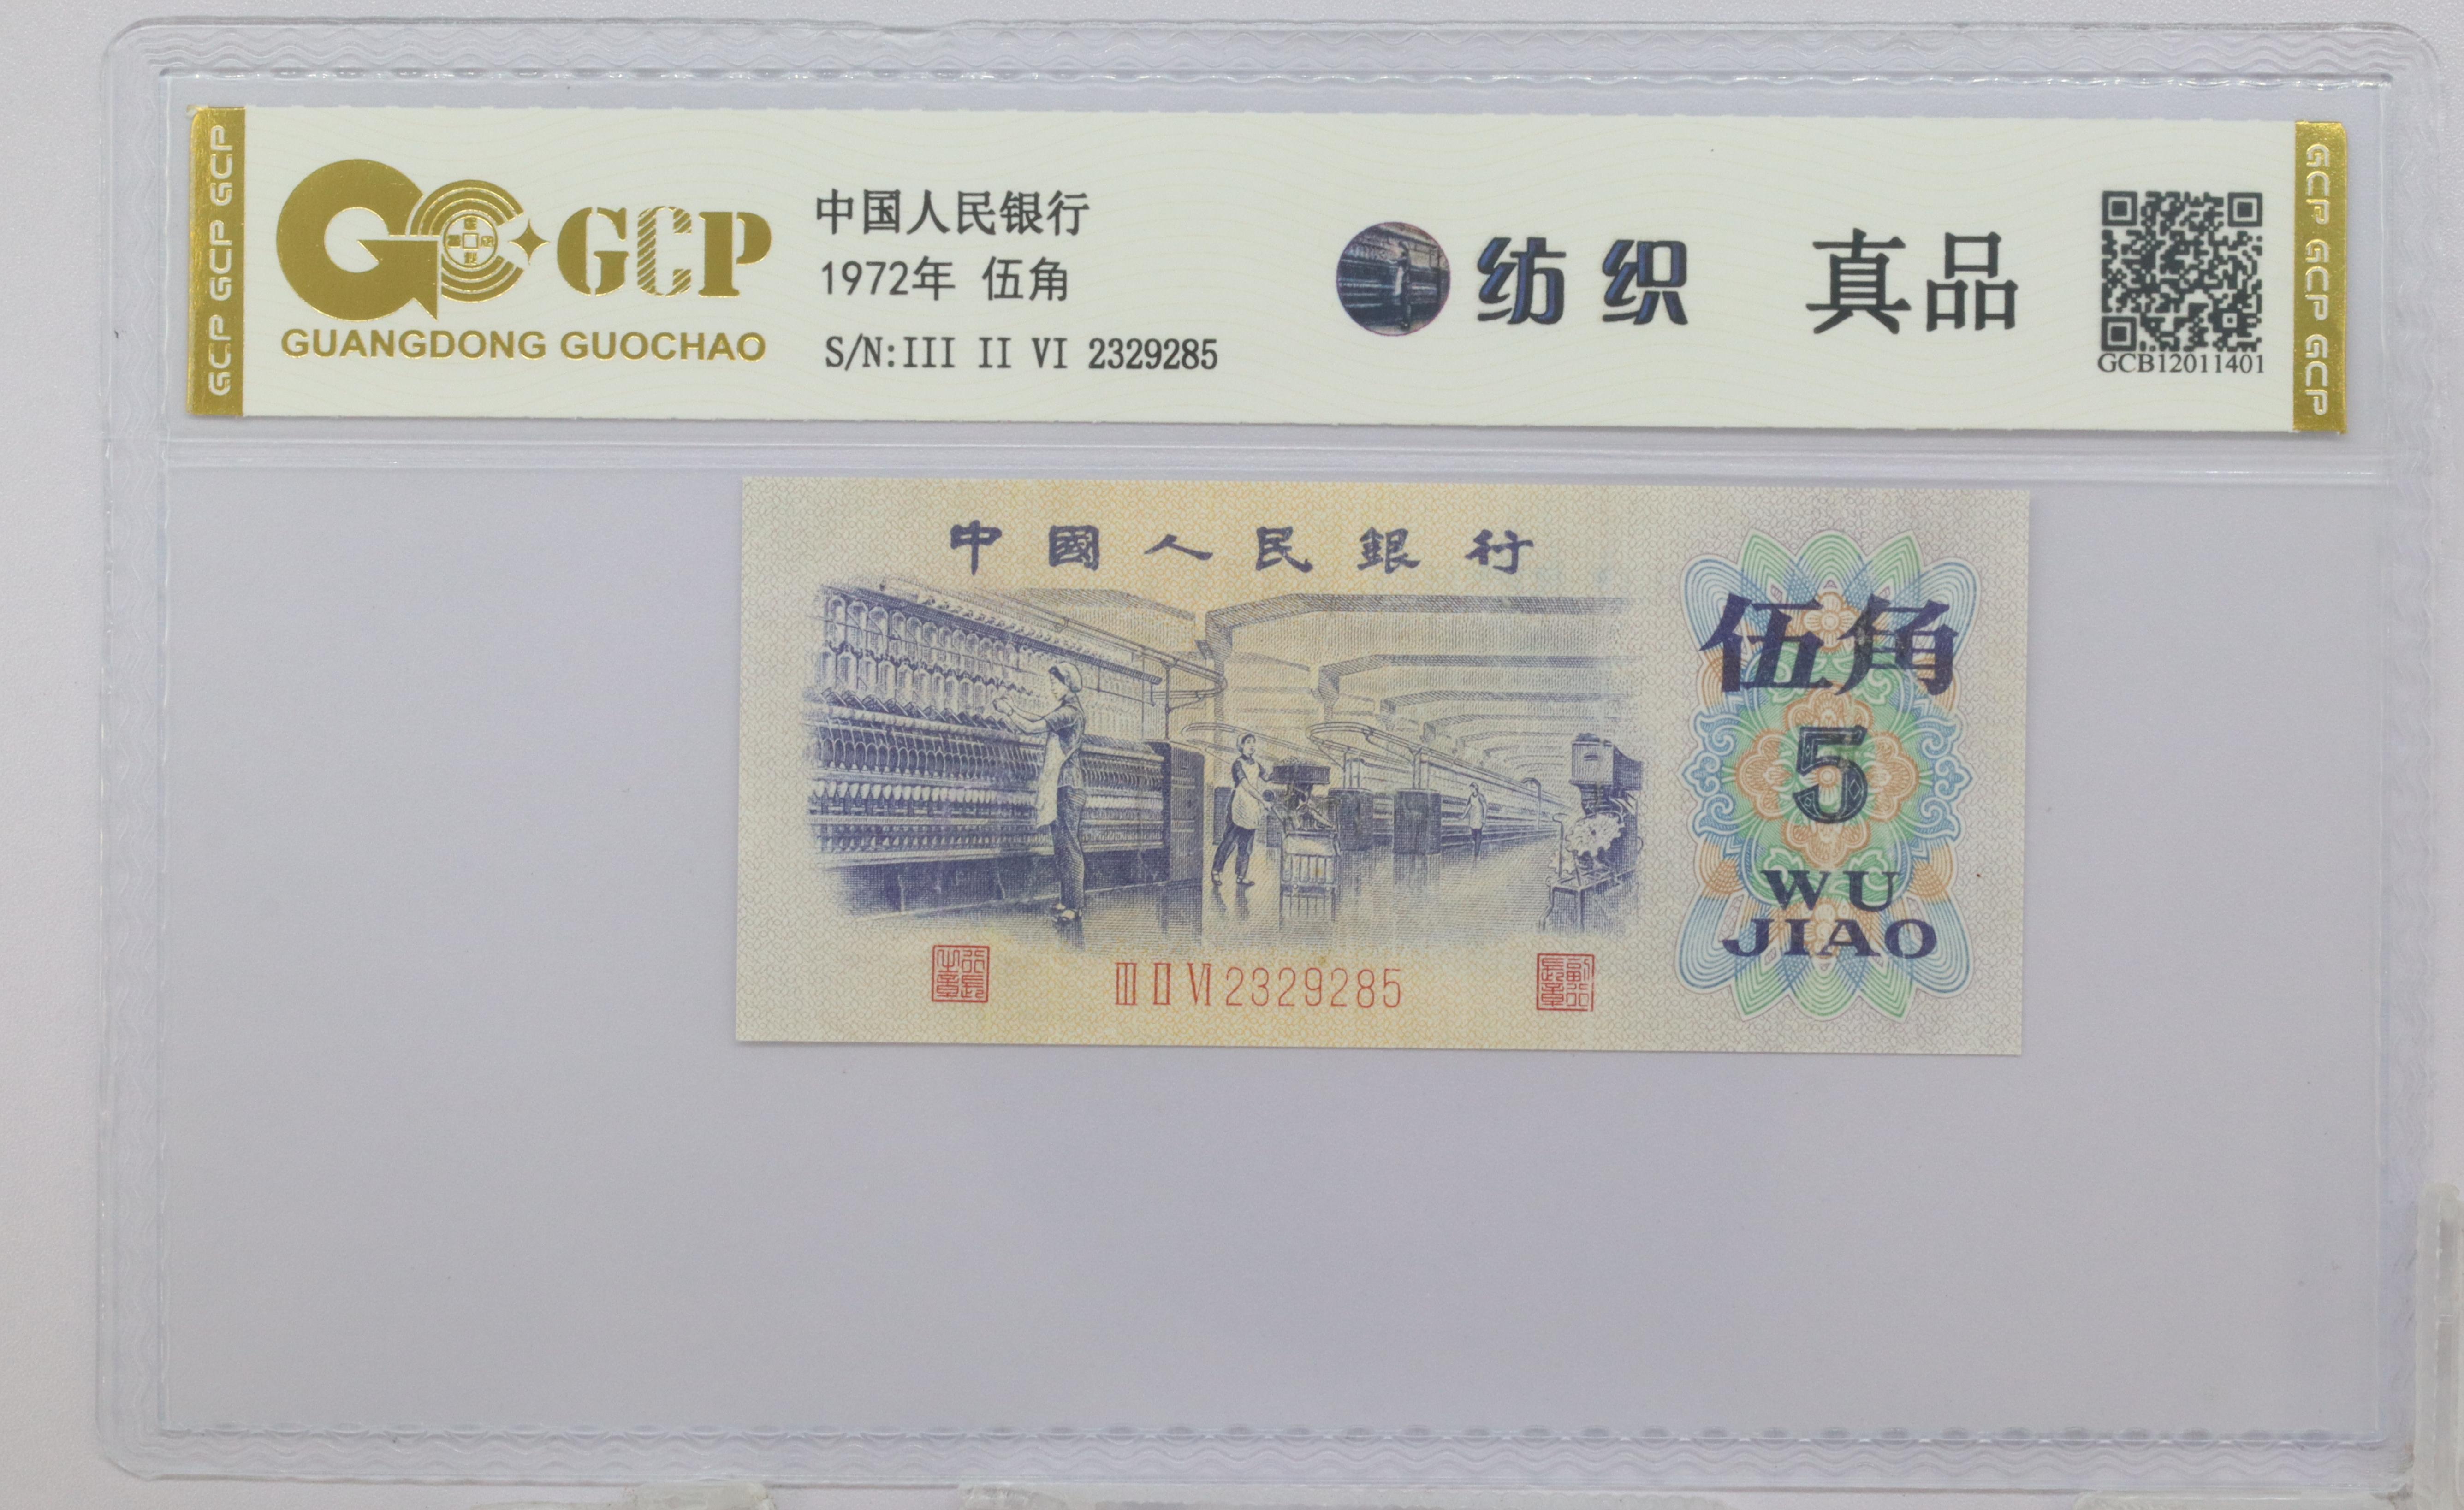 GCP GCP GCP
GCP
GUANGDONG GUOCHAO
中国人民银行
1972年 伍角
S/N:III II VI 2329285
纺织
真品
GCB12011401
GCP GCP GCP
中國人民銀行
伍角
5
WU
JIAO
III II VI 2329285